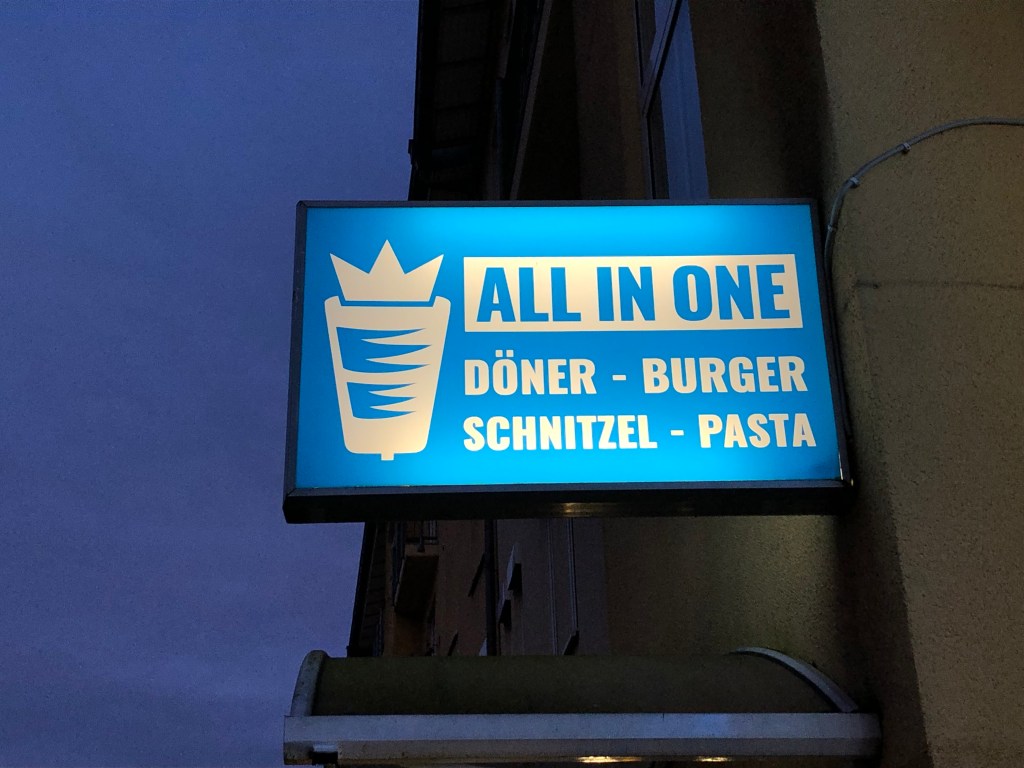 ALL IN ONE
DÖNER - BURGER
SCHNITZEL - PASTA